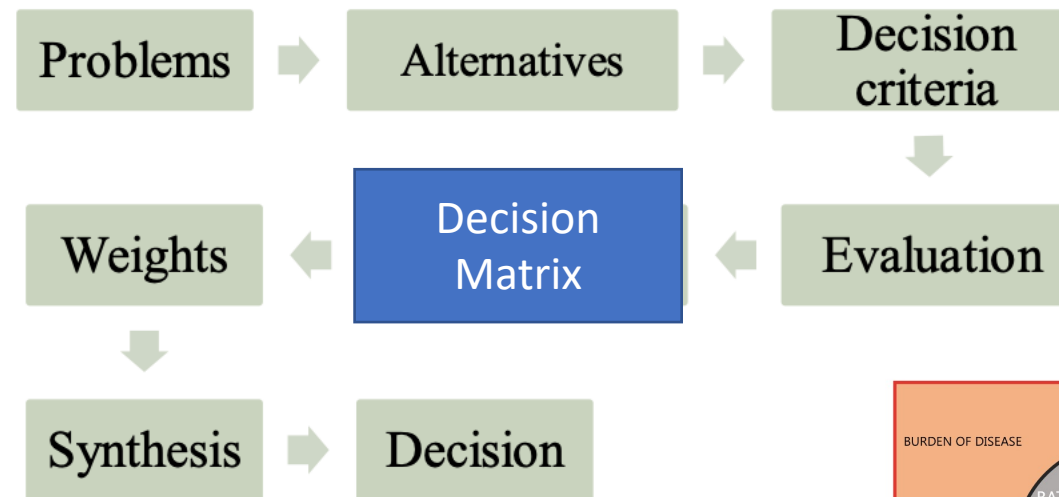 Problems
Alternatives
Decision
criteria
Evaluation
Decision
Matrix
Weights
Synthesis
Decision
BURDEN OF DISEASE